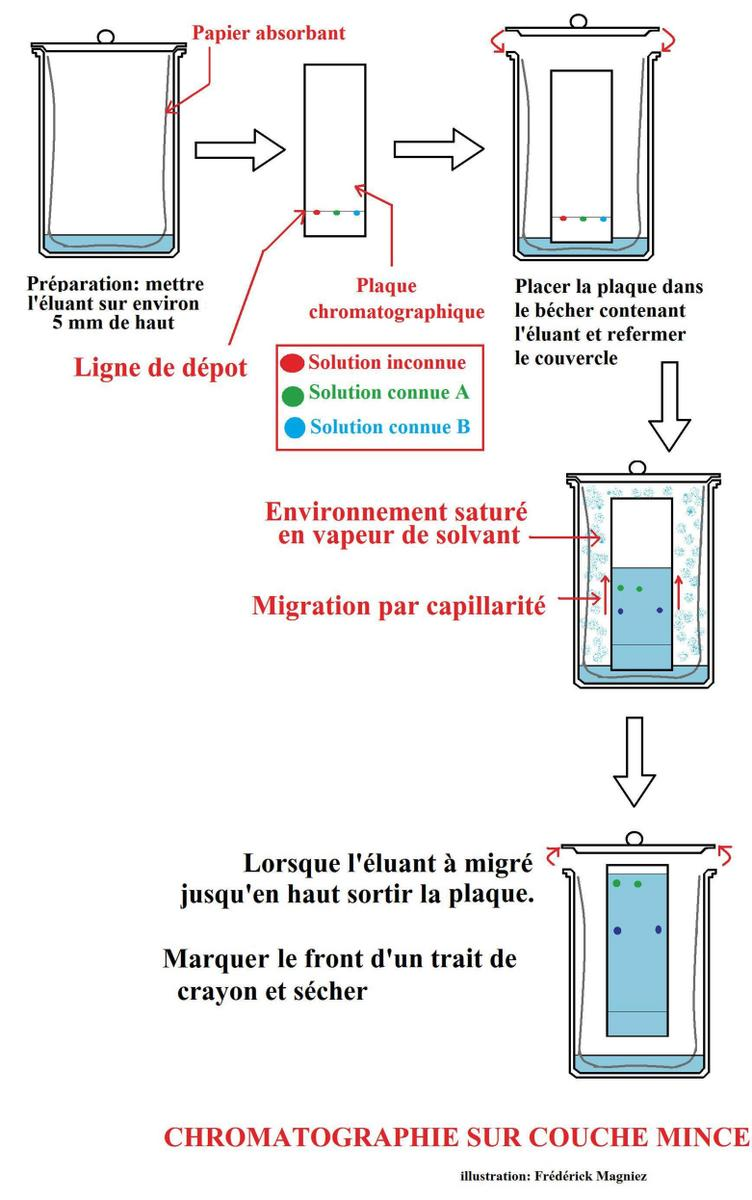 Papier absorbant
Préparation: mettre
l'éluant sur environ
5 mm de haut
Ligne de dépot
Plaque
chromatographique
Solution inconnue
Solution connue A
Solution connue B
Placer la plaque dans
le bécher contenant
l'éluant et refermer
le couvercle
Environnement saturé
en vapeur de solvant
Migration par capillarité
Lorsque l'éluant à migré
jusqu'en haut sortir la plaque.
Marquer le front d'un trait de
crayon et sécher
CHROMATOGRAPHIE SUR COUCHE MINCE
illustration: Frédérick Magniez